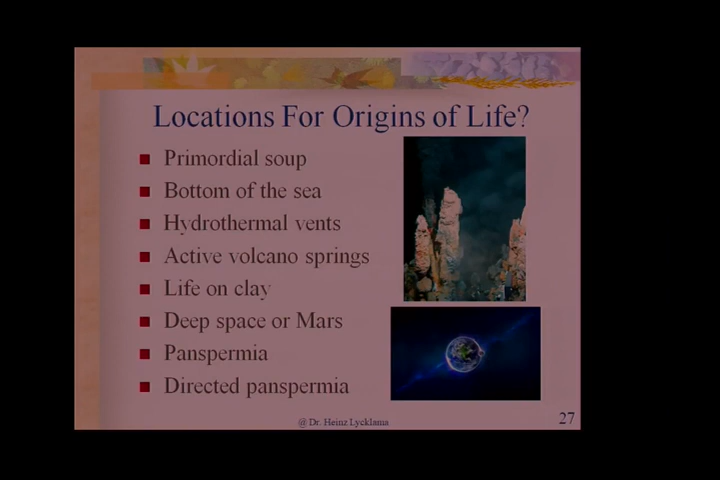 Locations For Origins of Life?
Primordial soup
Bottom of the sea
Hydrothermal vents
Active volcano springs
Life on clay
Deep space or Mars
Panspermia
Directed panspermia
@ Dr. Heinz Lycklama
27